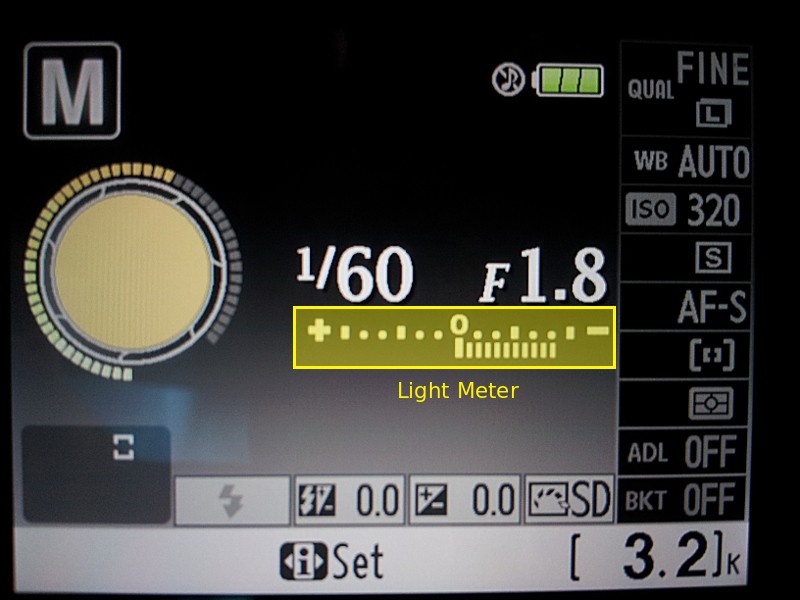 M
QUAL FINE
L
WB AUTO
ISO 320
S
1/60 F1.8
AF-S
+ 0 -
Light Meter
ADL OFF
0.0 0.0 SD
BKT OFF
i Set [ 3.2]K